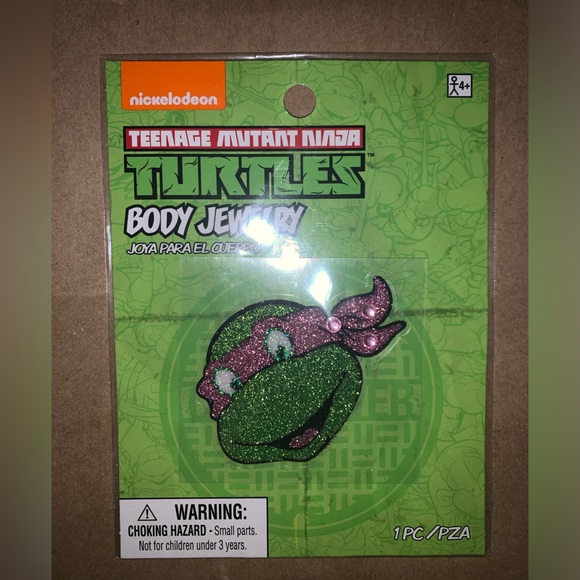 nickelodeon
4+
TEENAGE MUTANT NINJA
TURTLES™
BODY JEWELRY
JOYA PARA EL CUERPO
WARNING:
CHOKING HAZARD - Small parts.
Not for children under 3 years.
1 PC/PZA